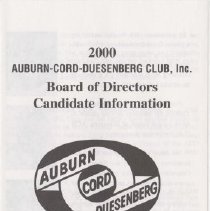 2000
AUBURN-CORD-DUESENBERG CLUB, Inc.
Board of Directors
Candidate Information
AUBURN
CORD
DUESENBERG